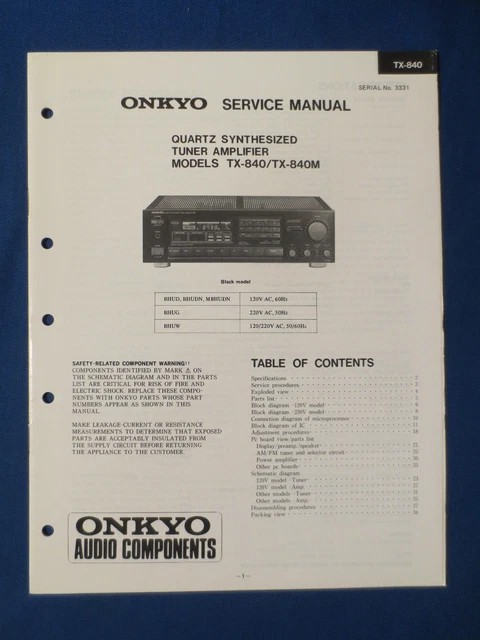 TX-840
SERIAL No. 3331
ONKYO SERVICE MANUAL
QUARTZ SYNTHESIZED
TUNER AMPLIFIER
MODELS TX-840/TX-840M
Black model
BHUD, BHUDN, MBHUDN 120V AC, 60Hz
BHUG 220V AC, 50Hz
BHUW 120/220V AC, 50/60Hz
SAFETY-RELATED COMPONENT WARNING!!
COMPONENTS IDENTIFIED BY MARK ⚠ ON
THE SCHEMATIC DIAGRAM AND IN THE PARTS
LIST ARE CRITICAL FOR RISK OF FIRE AND
ELECTRIC SHOCK. REPLACE THESE COMPO-
NENTS WITH ONKYO PARTS WHOSE PART
NUMBERS APPEAR AS SHOWN IN THIS
MANUAL.
MAKE LEAKAGE-CURRENT OR RESISTANCE
MEASUREMENTS TO DETERMINE THAT EXPOSED
PARTS ARE ACCEPTABLY INSULATED FROM
THE SUPPLY CIRCUIT BEFORE RETURNING
THE APPLIANCE TO THE CUSTOMER.
TABLE OF CONTENTS
Specifications 2
Service procedures 3
Exploded view 4
Parts list 5
Block diagram 120V model
Block diagram 220V model
Connection diagram of microprocessor 10
Block diagram of IC 11
Adjustment procedures
Pc board view/parts list
Display/preamp./speaker
AM/FM tuner and selector circuit
Power amplifier
Other pc boards
Schematic diagram
120V model Tuner
120V model Amp.
Other models Tuner
Other models Amp.
Disassembling procedures
Packing view
ONKYO
AUDIO COMPONENTS
—1—